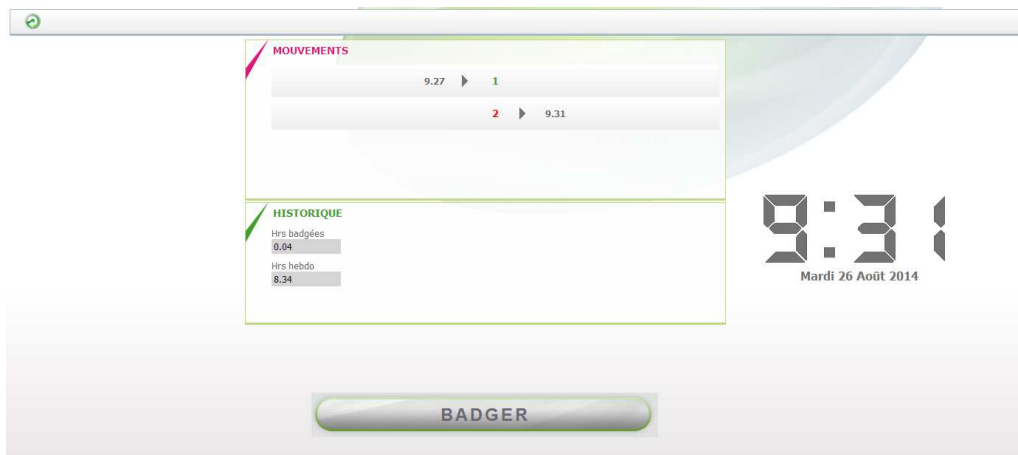 MOUVEMENTS
9.27 1
2 9.31
HISTORIQUE
Hrs badgées
0.04
Hrs hebdo
8.34
9:31
Mardi 26 Août 2014
BADGER